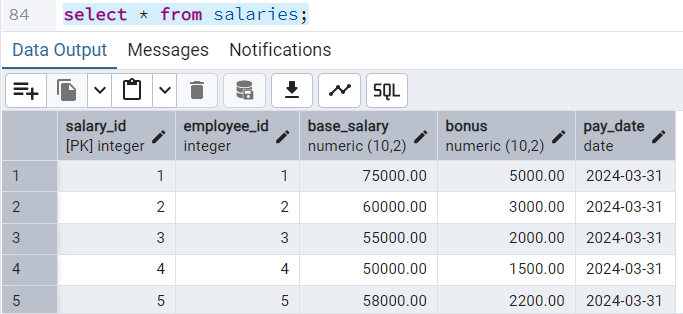 84 select * from salaries;
Data Output Messages Notifications
SQL
salary_id employee_id base_salary bonus pay_date
[PK] integer integer numeric (10,2) numeric (10,2) date
1 1 1 75000.00 5000.00 2024-03-31
2 2 2 60000.00 3000.00 2024-03-31
3 3 3 55000.00 2000.00 2024-03-31
4 4 4 50000.00 1500.00 2024-03-31
5 5 5 58000.00 2200.00 2024-03-31